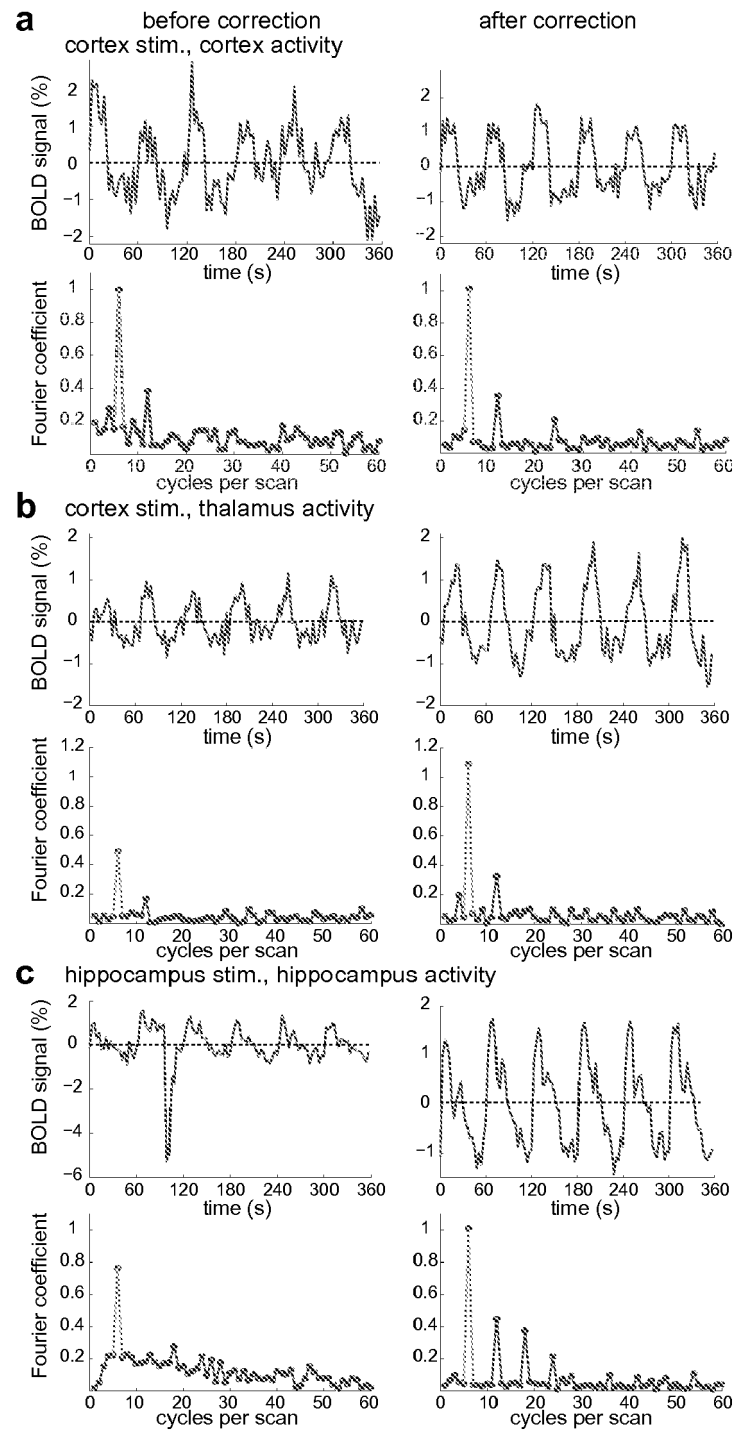 a
before correction
after correction
cortex stim., cortex activity
BOLD signal (%)
2
1
0
−1
−2
0 60 120 180 240 300 360
time (s)
2
1
0
−1
−2
0 60 120 180 240 300 360
time (s)
Fourier coefficient
1
0.8
0.6
0.4
0.2
0 10 20 30 40 50 60
cycles per scan
1
0.8
0.6
0.4
0.2
0 10 20 30 40 50 60
cycles per scan
b
cortex stim., thalamus activity
BOLD signal (%)
2
1
0
−1
−2
0 60 120 180 240 300 360
time (s)
2
1
0
−1
−2
0 60 120 180 240 300 360
time (s)
Fourier coefficient
1.2
1
0.8
0.6
0.4
0.2
0 10 20 30 40 50 60
cycles per scan
1.2
1
0.8
0.6
0.4
0.2
0 10 20 30 40 50 60
cycles per scan
c
hippocampus stim., hippocampus activity
BOLD signal (%)
2
0
−2
−4
−6
0 60 120 180 240 300 360
time (s)
2
1
0
−1
0 60 120 180 240 300 360
time (s)
Fourier coefficient
1
0.8
0.6
0.4
0.2
0 10 20 30 40 50 60
cycles per scan
1
0.8
0.6
0.4
0.2
0 10 20 30 40 50 60
cycles per scan